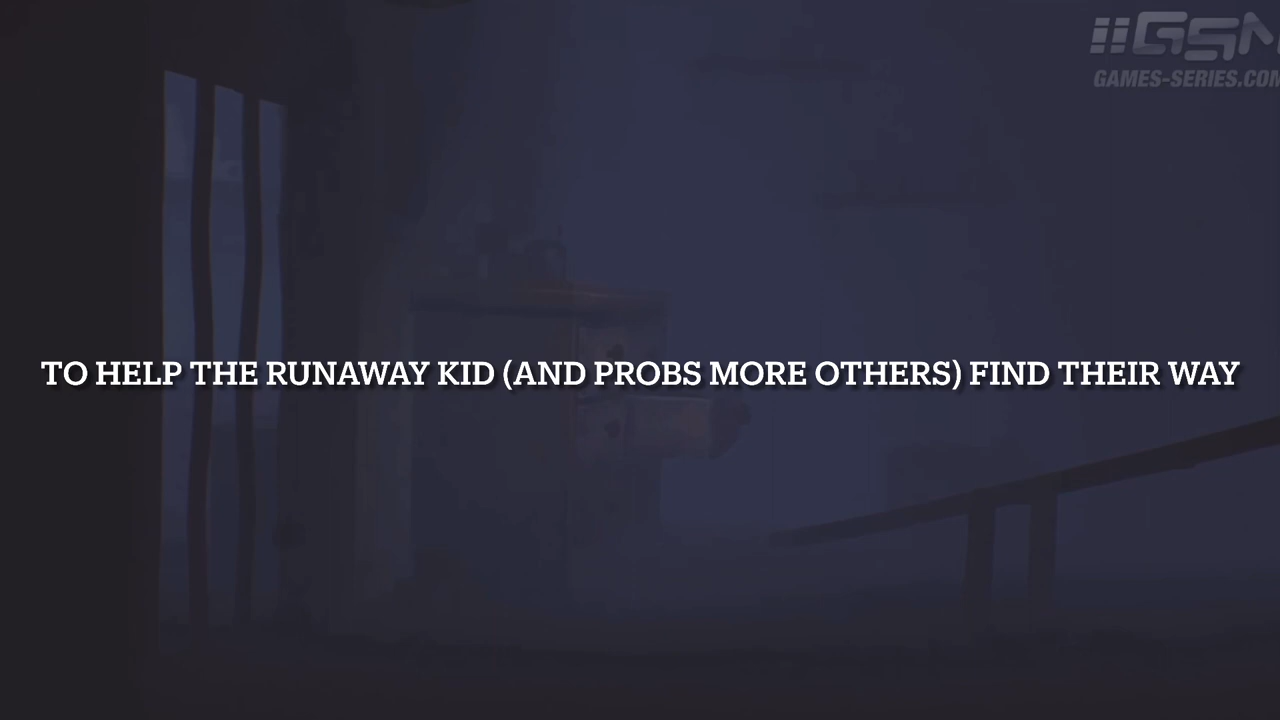 GSM
GAMES-SERIES.COM
TO HELP THE RUNAWAY KID (AND PROBS MORE OTHERS) FIND THEIR WAY